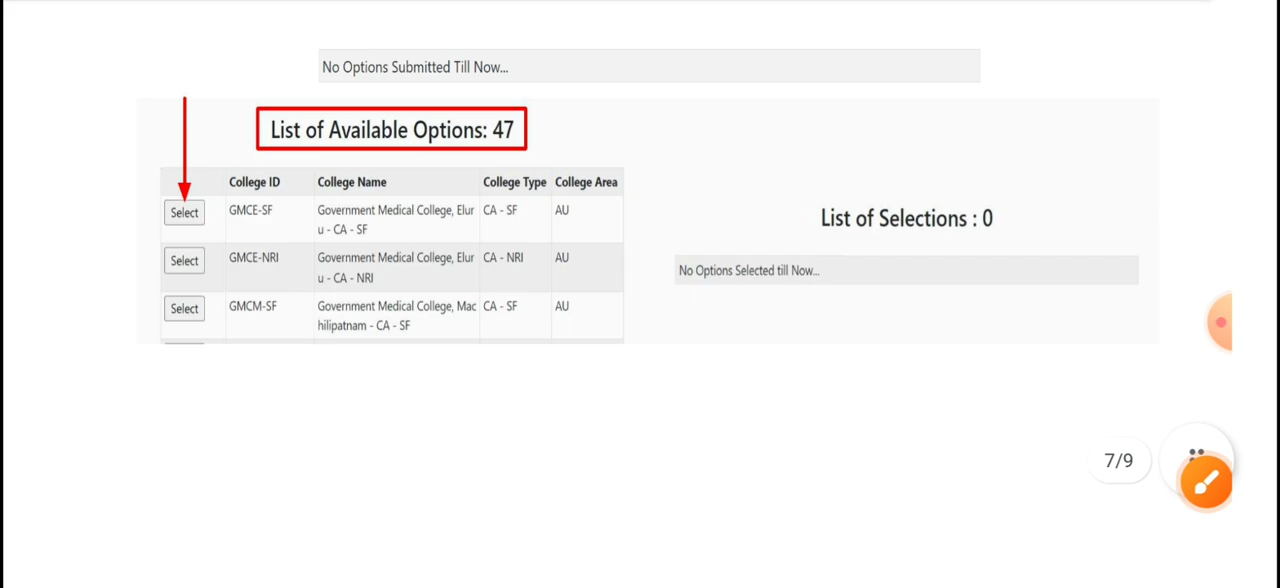 No Options Submitted Till Now...
List of Available Options: 47
College ID College Name College Type College Area
Select GMCE-SF Government Medical College, Elur CA - SF AU
u - CA - SF
Select GMCE-NRI Government Medical College, Elur CA - NRI AU
u - CA - NRI
Select GMCM-SF Government Medical College, Mac CA - SF AU
hilipatnam - CA - SF
List of Selections : 0
No Options Selected till Now...
7/9